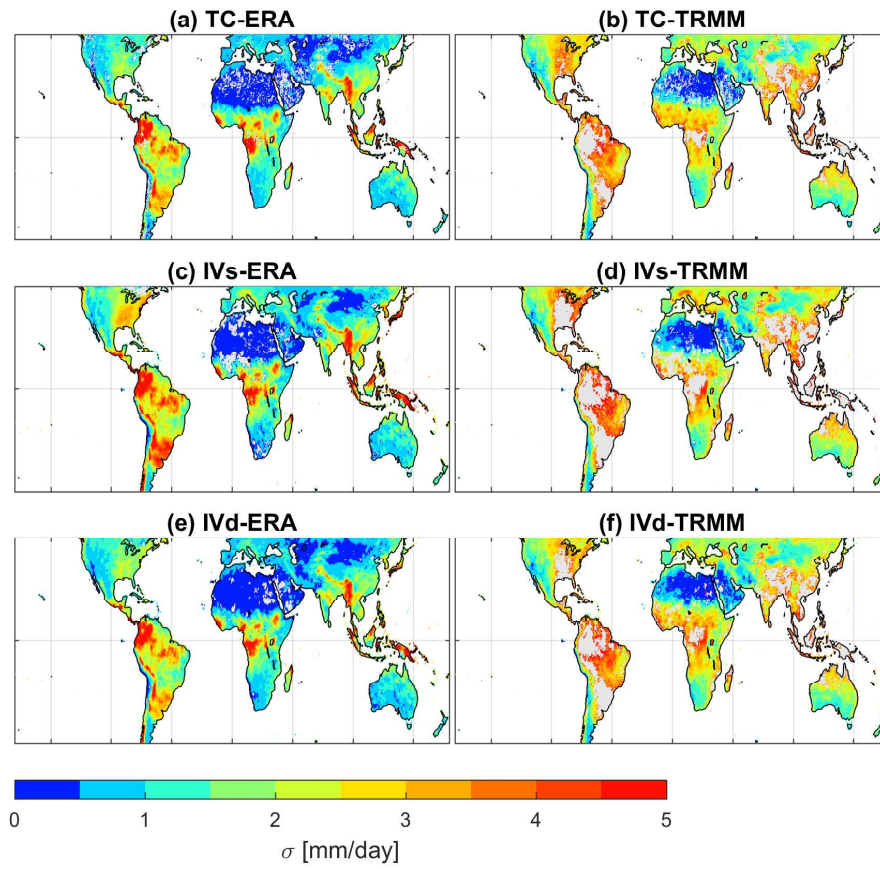 (a) TC-ERA
(b) TC-TRMM
(c) IVs-ERA
(d) IVs-TRMM
(e) IVd-ERA
(f) IVd-TRMM
0 1 2 3 4 5
σ [mm/day]